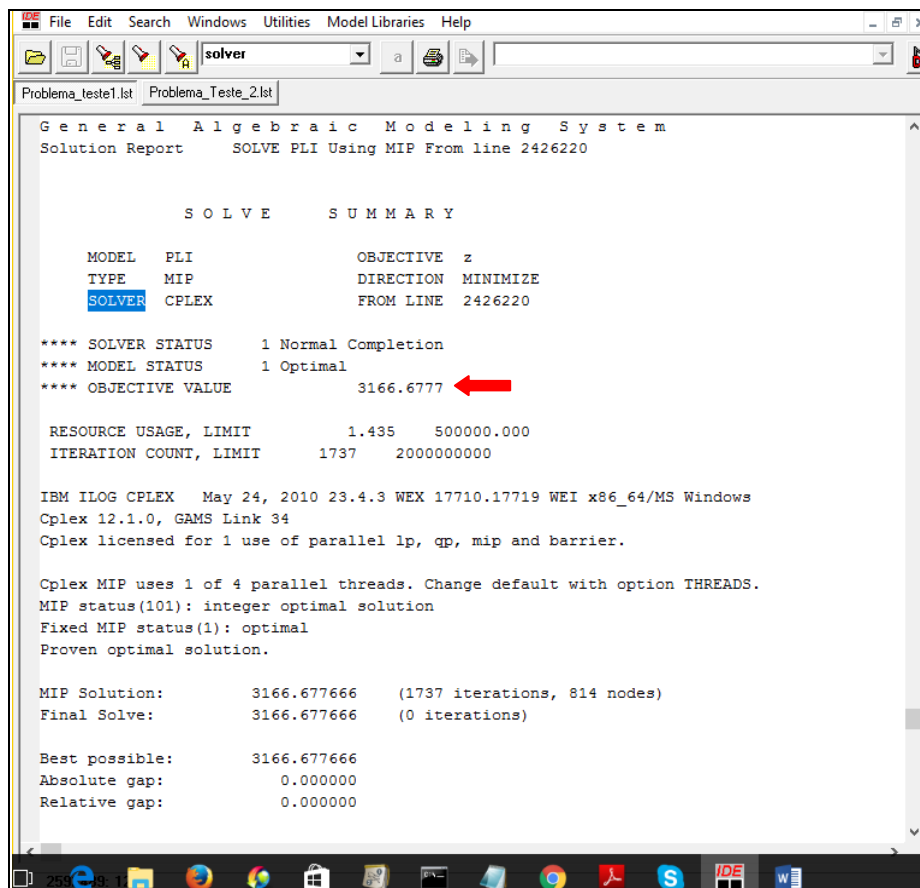 IDE File Edit Search Windows Utilities Model Libraries Help
solver a
Problema_teste1.lst Problema_Teste_2.lst
G e n e r a l   A l g e b r a i c   M o d e l i n g   S y s t e m
Solution Report SOLVE PLI Using MIP From line 2426220
S O L V E   S U M M A R Y
MODEL PLI OBJECTIVE z
TYPE MIP DIRECTION MINIMIZE
SOLVER CPLEX FROM LINE 2426220
**** SOLVER STATUS 1 Normal Completion
**** MODEL STATUS 1 Optimal
**** OBJECTIVE VALUE 3166.6777
RESOURCE USAGE, LIMIT 1.435 500000.000
ITERATION COUNT, LIMIT 1737 2000000000
IBM ILOG CPLEX May 24, 2010 23.4.3 WEX 17710.17719 WEI x86_64/MS Windows
Cplex 12.1.0, GAMS Link 34
Cplex licensed for 1 use of parallel lp, qp, mip and barrier.
Cplex MIP uses 1 of 4 parallel threads. Change default with option THREADS.
MIP status(101): integer optimal solution
Fixed MIP status(1): optimal
Proven optimal solution.
MIP Solution: 3166.677666 (1737 iterations, 814 nodes)
Final Solve: 3166.677666 (0 iterations)
Best possible: 3166.677666
Absolute gap: 0.000000
Relative gap: 0.000000
IDE